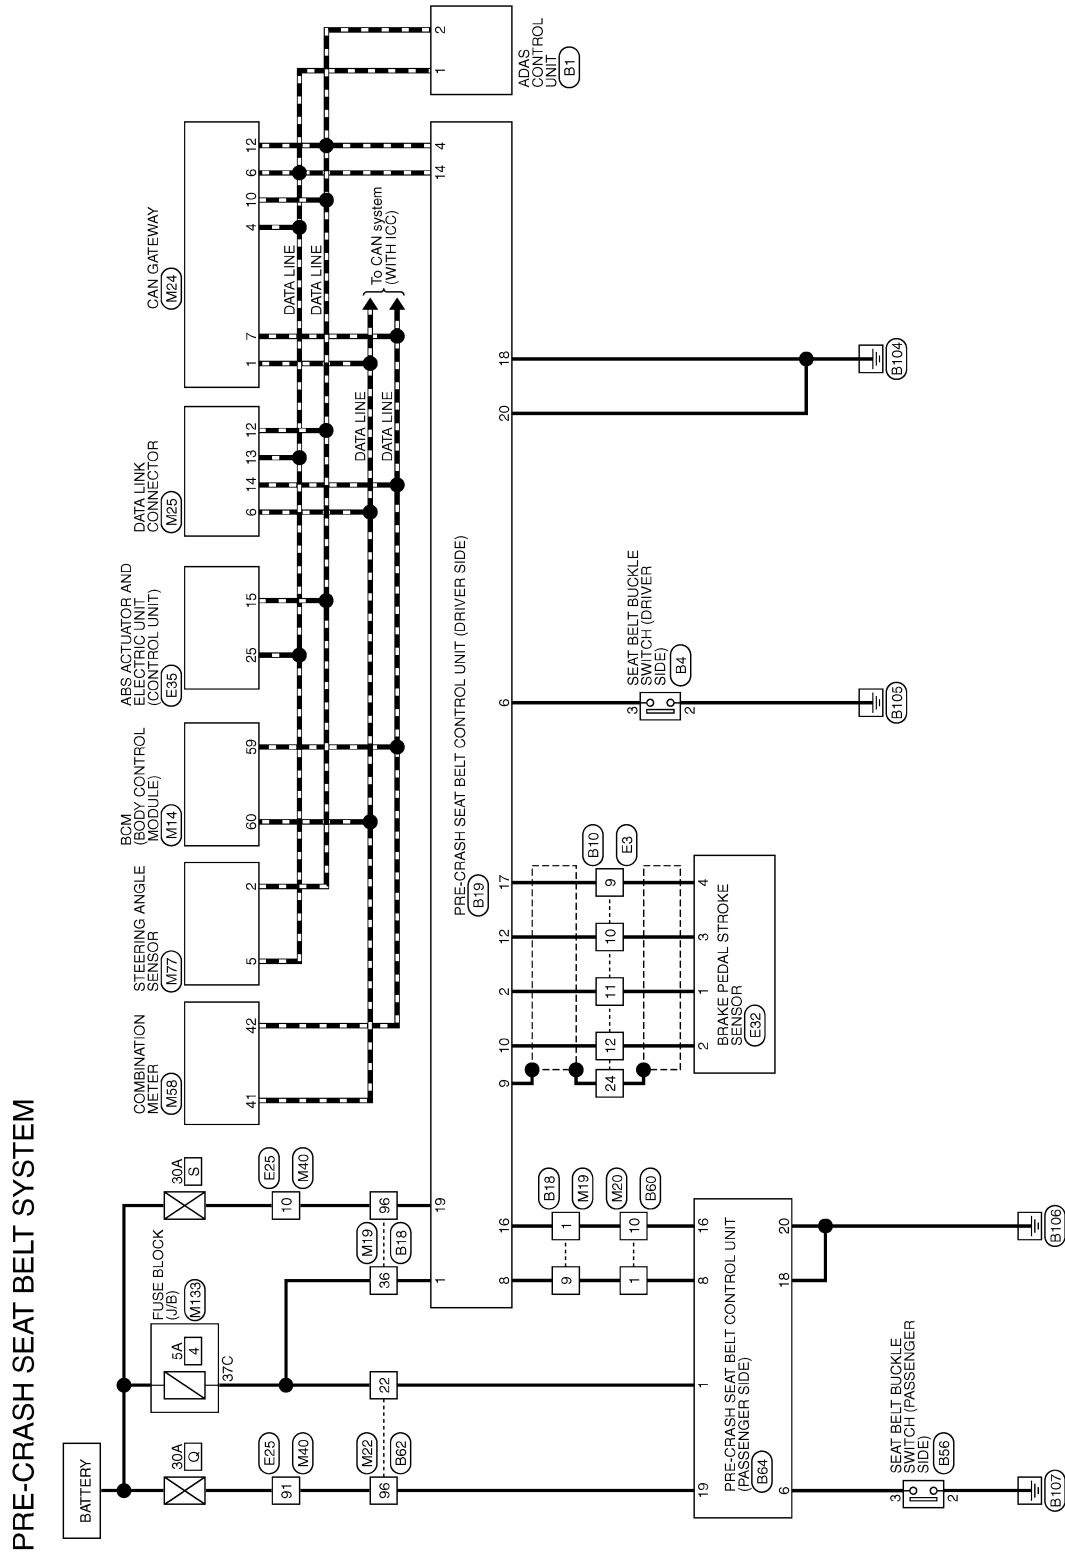 PRE-CRASH SEAT BELT SYSTEM
BATTERY
30A
Q
FUSE BLOCK
(J/B)
M133
5A
4
37C
30A
S
E25
M40
91
E25
M40
10
M22
B62
96
22
M19
B18
36
96
COMBINATION
METER
M58
41
42
STEERING ANGLE
SENSOR
M77
5
2
BCM
(BODY CONTROL
MODULE)
M14
60
59
ABS ACTUATOR AND
ELECTRIC UNIT
(CONTROL UNIT)
E35
25
15
DATA LINK
CONNECTOR
M25
6
14
13
12
CAN GATEWAY
M24
1
7
4
10
6
12
DATA LINE
DATA LINE
DATA LINE
DATA LINE
To CAN system
(WITH ICC)
ADAS
CONTROL
UNIT
B1
1
2
PRE-CRASH SEAT BELT CONTROL UNIT (DRIVER SIDE)
B19
1
19
14
4
8
16
9
10
2
12
17
6
20
18
B18
M19
M20
B60
9
1
1
10
24
12
11
10
9
B10
E3
2
1
3
4
BRAKE PEDAL STROKE
SENSOR
E32
SEAT BELT BUCKLE
SWITCH (DRIVER
SIDE)
B4
3
2
B105
B104
19
1
8
16
PRE-CRASH SEAT BELT CONTROL UNIT
(PASSENGER SIDE)
B64
6
18
20
SEAT BELT BUCKLE
SWITCH (PASSENGER
SIDE)
B56
3
2
B107
B106